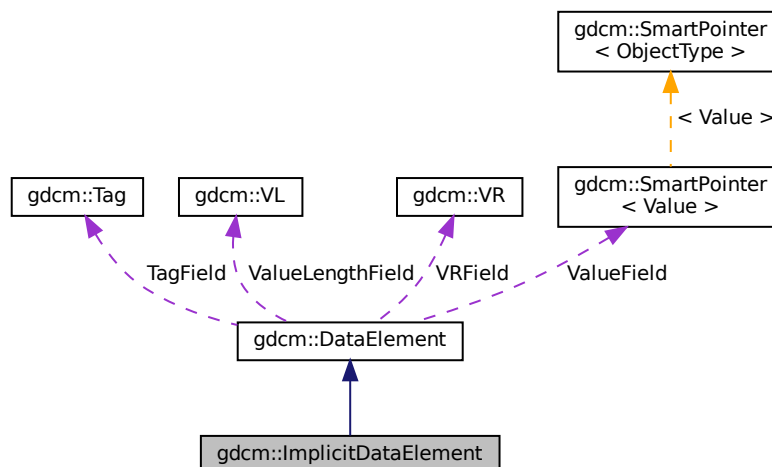 gdcm::SmartPointer
< ObjectType >
< Value >
gdcm::Tag
gdcm::VL
gdcm::VR
gdcm::SmartPointer
< Value >
TagField
ValueLengthField
VRField
ValueField
gdcm::DataElement
gdcm::ImplicitDataElement